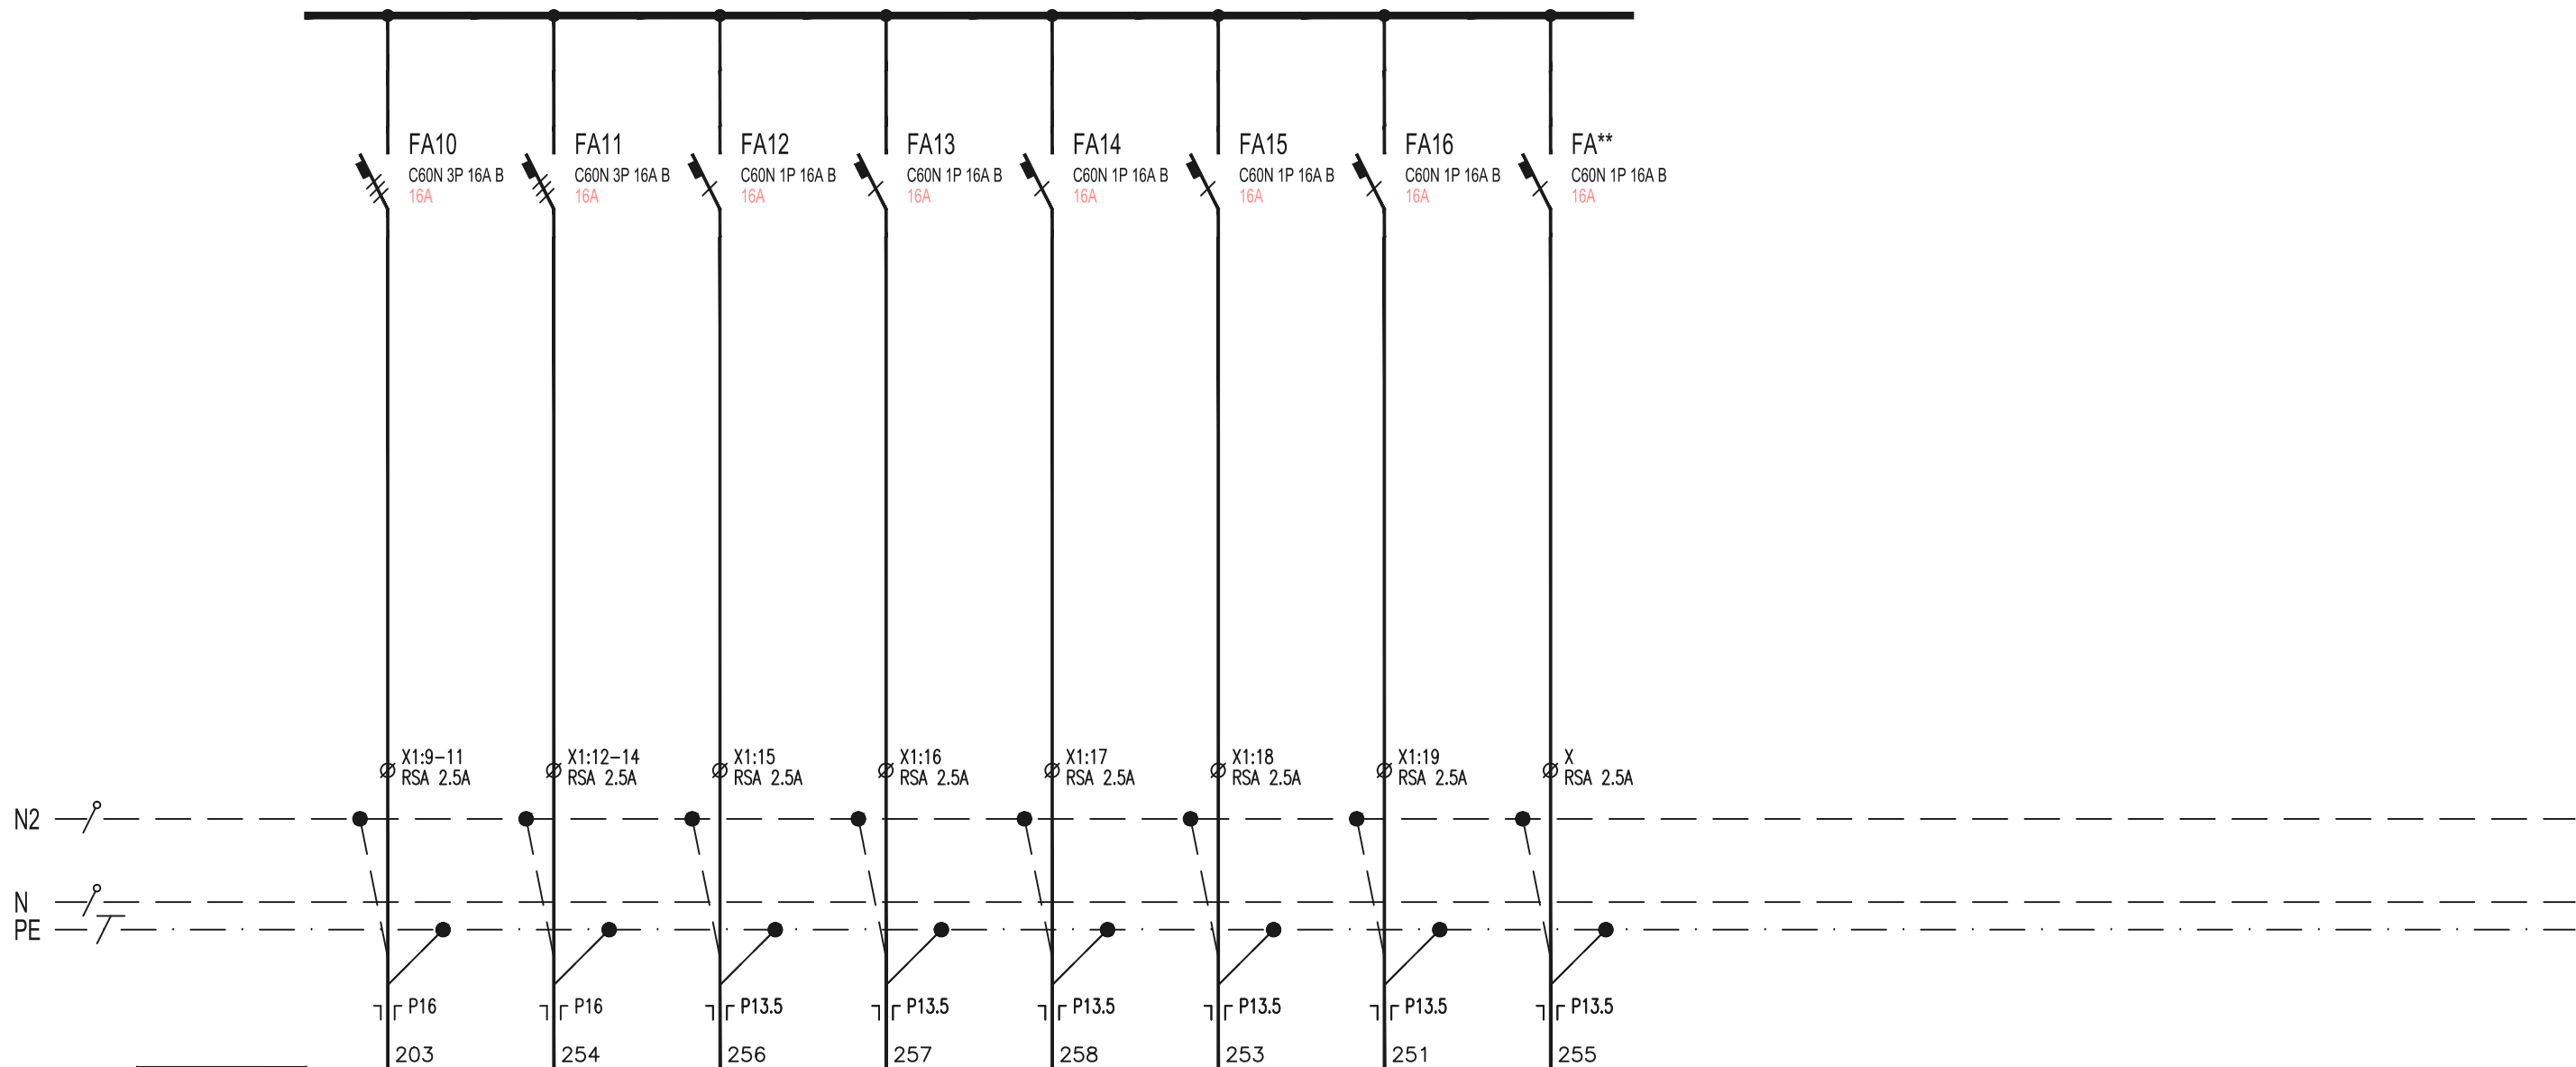 FA10
C60N 3P 16A B
16A
FA11
C60N 3P 16A B
16A
FA12
C60N 1P 16A B
16A
FA13
C60N 1P 16A B
16A
FA14
C60N 1P 16A B
16A
FA15
C60N 1P 16A B
16A
FA16
C60N 1P 16A B
16A
FA**
C60N 1P 16A B
16A
X1:9-11
RSA 2.5A
X1:12-14
RSA 2.5A
X1:15
RSA 2.5A
X1:16
RSA 2.5A
X1:17
RSA 2.5A
X1:18
RSA 2.5A
X1:19
RSA 2.5A
X
RSA 2.5A
N2
N
PE
P16
P16
P13.5
P13.5
P13.5
P13.5
P13.5
P13.5
203
254
256
257
258
253
251
255